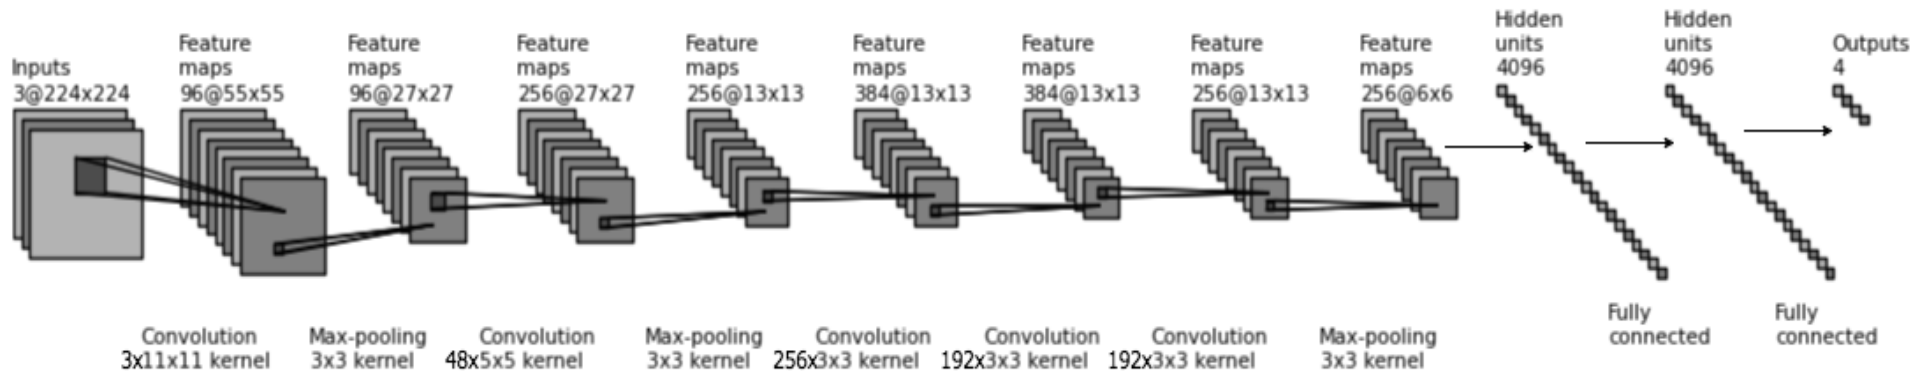 Inputs
3@224x224
Feature
maps
96@55x55
Feature
maps
96@27x27
Feature
maps
256@27x27
Feature
maps
256@13x13
Feature
maps
384@13x13
Feature
maps
384@13x13
Feature
maps
256@13x13
Feature
maps
256@6x6
Hidden
units
4096
Hidden
units
4096
Outputs
4
Convolution
3x11x11 kernel
Max-pooling
3x3 kernel
Convolution
48x5x5 kernel
Max-pooling
3x3 kernel
Convolution
256x3x3 kernel
Convolution
192x3x3 kernel
Convolution
192x3x3 kernel
Max-pooling
3x3 kernel
Fully
connected
Fully
connected